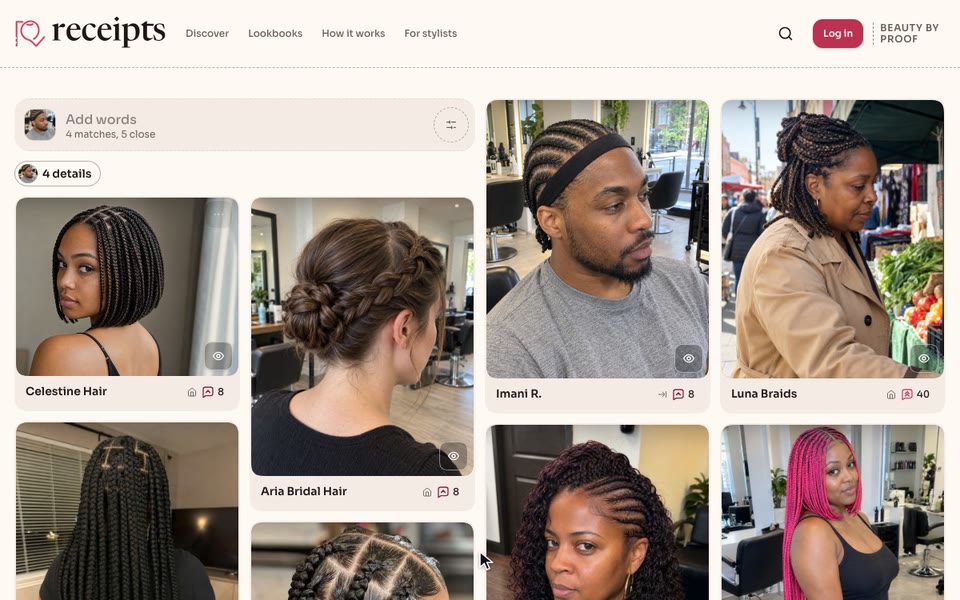 receipts
Discover
Lookbooks
How it works
For stylists
Log in
BEAUTY BY
PROOF
Add words
4 matches, 5 close
4 details
Celestine Hair
8
Aria Bridal Hair
8
Imani R.
8
Luna Braids
40